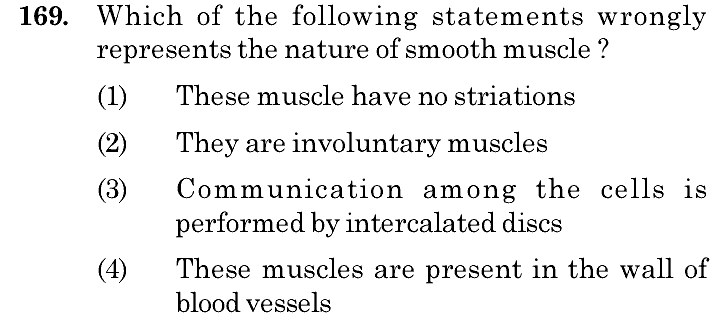 169. Which of the following statements wrongly
represents the nature of smooth muscle ?
(1) These muscle have no striations
(2) They are involuntary muscles
(3) Communication among the cells is
performed by intercalated discs
(4) These muscles are present in the wall of
blood vessels